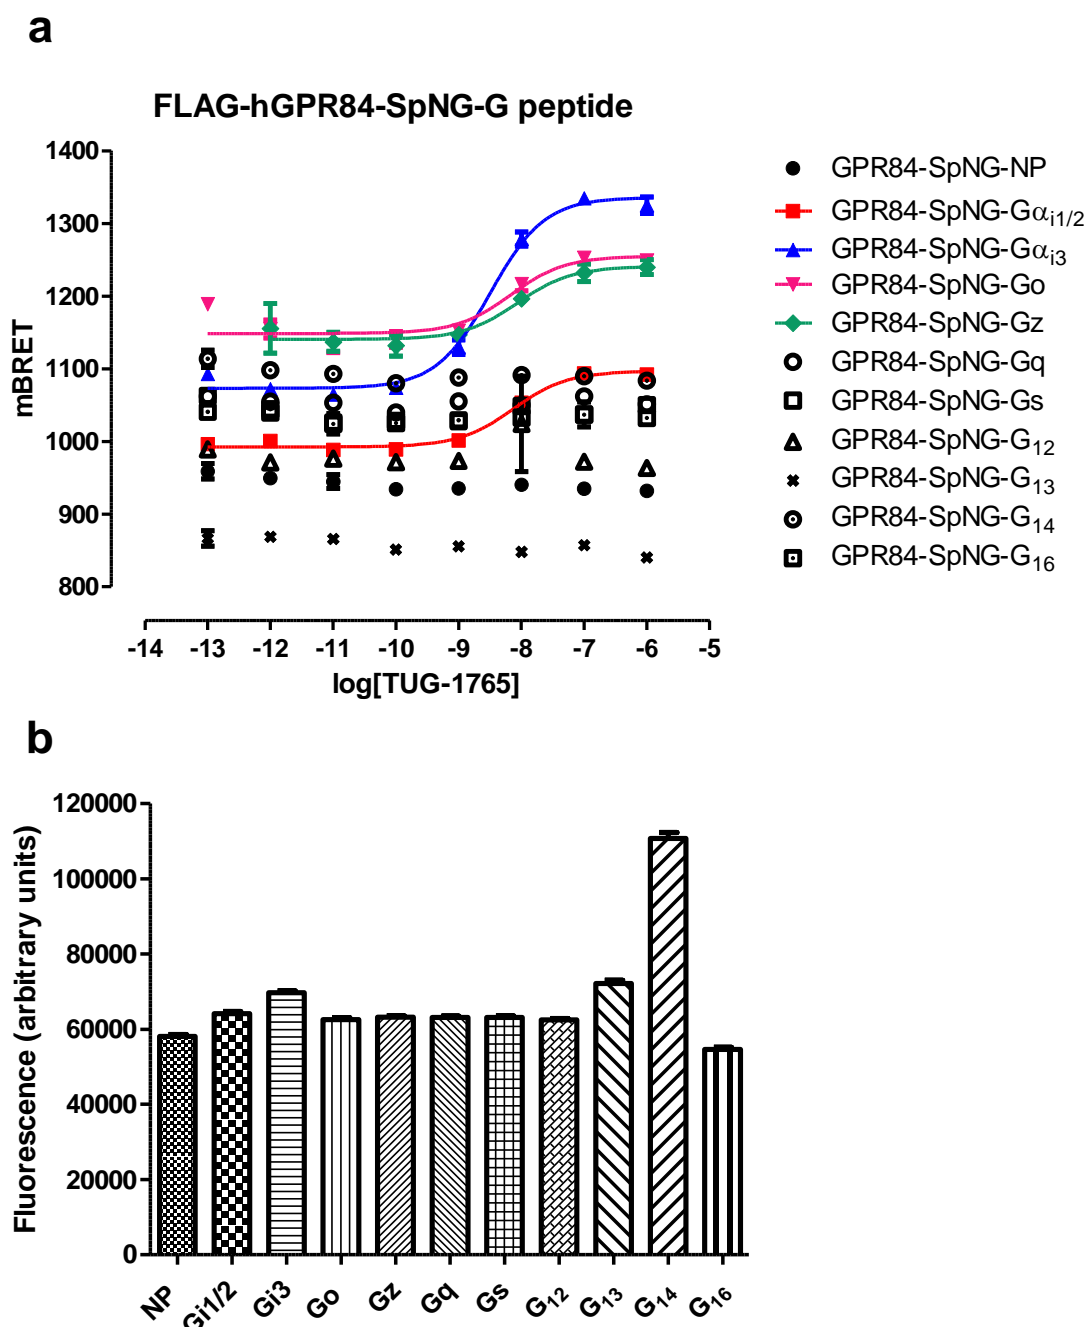 a
FLAG-hGPR84-SpNG-G peptide
1400
1300
1200
1100
1000
900
800
mBRET
-14 -13 -12 -11 -10 -9 -8 -7 -6 -5
log[TUG-1765]
GPR84-SpNG-NP
GPR84-SpNG-Gαi1/2
GPR84-SpNG-Gαi3
GPR84-SpNG-Go
GPR84-SpNG-Gz
GPR84-SpNG-Gq
GPR84-SpNG-Gs
GPR84-SpNG-G12
GPR84-SpNG-G13
GPR84-SpNG-G14
GPR84-SpNG-G16
b
120000
100000
80000
60000
40000
20000
0
Fluorescence (arbitrary units)
NP Gi1/2 Gi3 Go Gz Gq Gs G12 G13 G14 G16